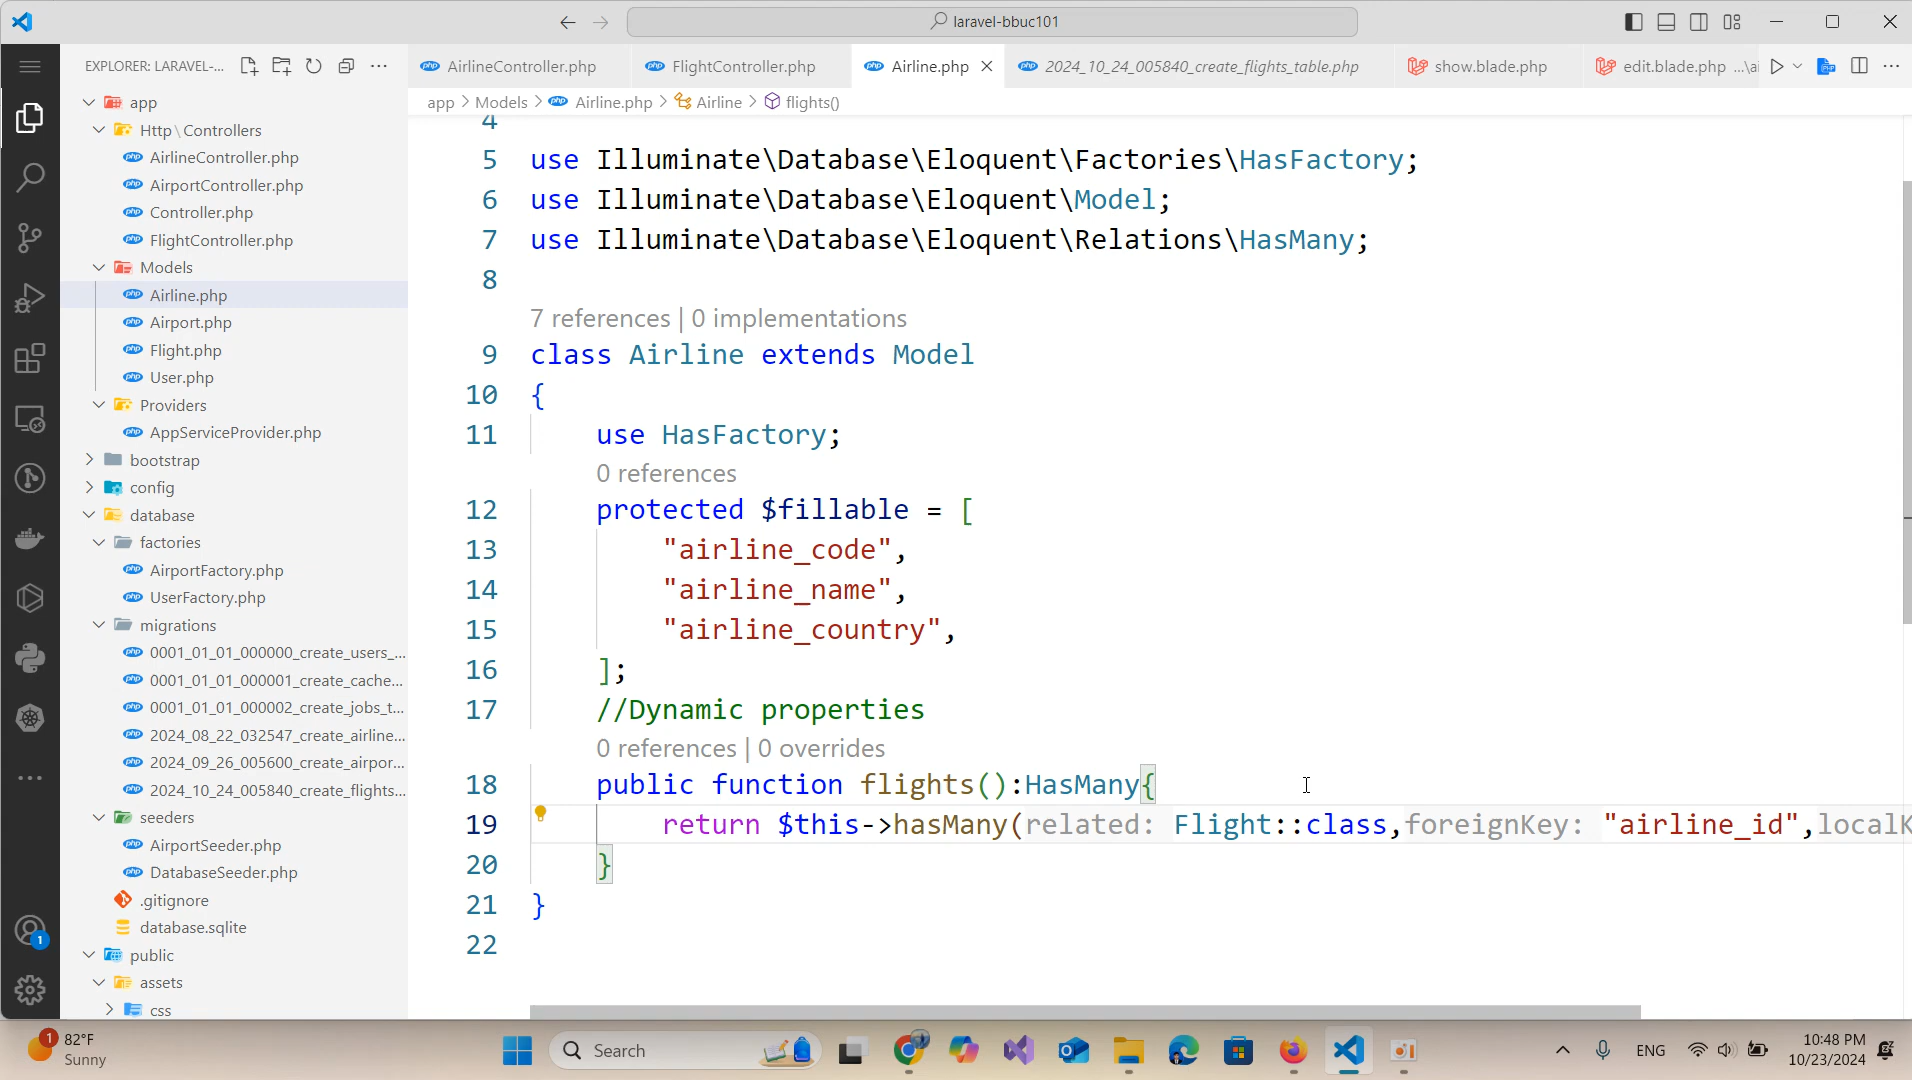 laravel-bbuc101
EXPLORER: LARAVEL-...
AirlineController.php
FlightController.php
Airline.php
2024_10_24_005840_create_flights_table.php
show.blade.php
edit.blade.php ...\ai
app > Models > Airline.php > Airline > flights()
app
Http\Controllers
AirlineController.php
AirportController.php
Controller.php
FlightController.php
Models
Airline.php
Airport.php
Flight.php
User.php
Providers
AppServiceProvider.php
bootstrap
config
database
factories
AirportFactory.php
UserFactory.php
migrations
0001_01_01_000000_create_users_...
0001_01_01_000001_create_cache...
0001_01_01_000002_create_jobs_t...
2024_08_22_032547_create_airline...
2024_09_26_005600_create_airpor...
2024_10_24_005840_create_flights...
seeders
AirportSeeder.php
DatabaseSeeder.php
.gitignore
database.sqlite
public
assets
css
4
5 use Illuminate\Database\Eloquent\Factories\HasFactory;
6 use Illuminate\Database\Eloquent\Model;
7 use Illuminate\Database\Eloquent\Relations\HasMany;
8
7 references | 0 implementations
9 class Airline extends Model
10 {
11 use HasFactory;
0 references
12 protected $fillable = [
13 "airline_code",
14 "airline_name",
15 "airline_country",
16 ];
17 //Dynamic properties
0 references | 0 overrides
18 public function flights():HasMany{
19 return $this->hasMany(related: Flight::class,foreignKey: "airline_id",localK
20 }
21 }
22
1
1
82°F
Sunny
Search
ENG
10:48 PM
10/23/2024